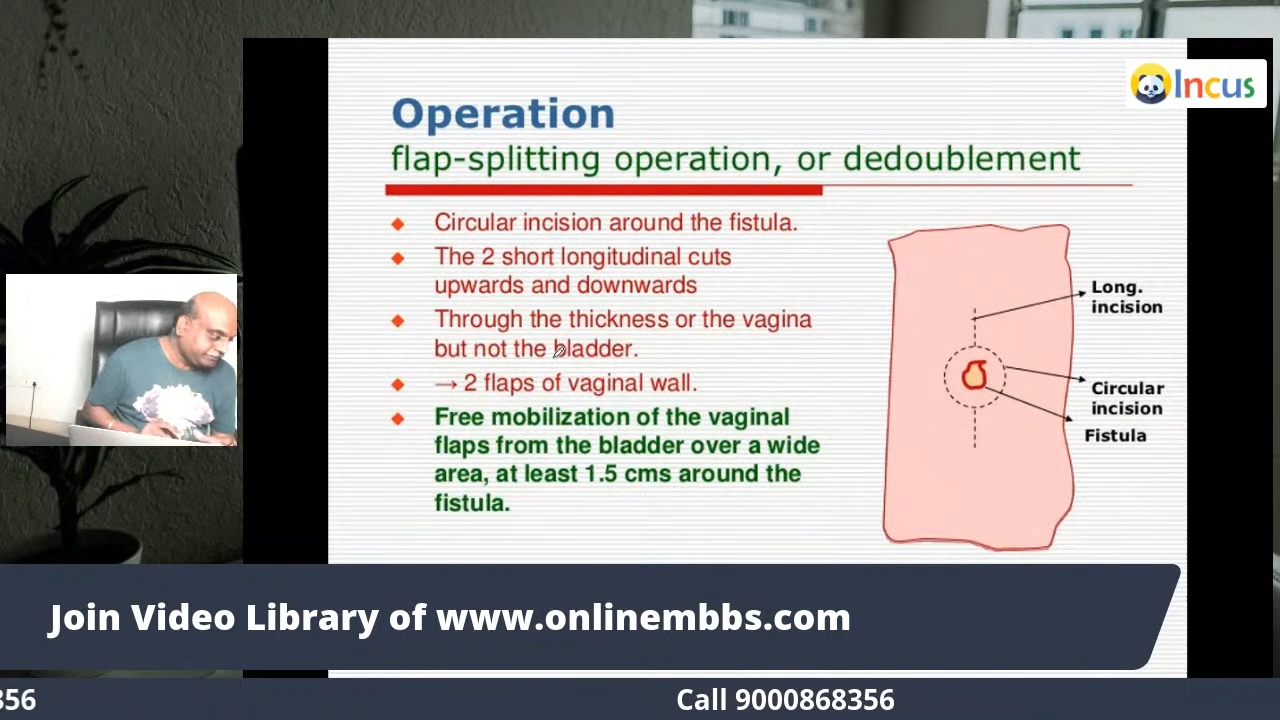 Incus
Operation
flap-splitting operation, or dedoublement
◆ Circular incision around the fistula.
◆ The 2 short longitudinal cuts
upwards and downwards
◆ Through the thickness or the vagina
but not the bladder.
◆ → 2 flaps of vaginal wall.
◆ Free mobilization of the vaginal
flaps from the bladder over a wide
area, at least 1.5 cms around the
fistula.
Long.
incision
Circular
incision
Fistula
Join Video Library of www.onlinembbs.com
356
Call 9000868356